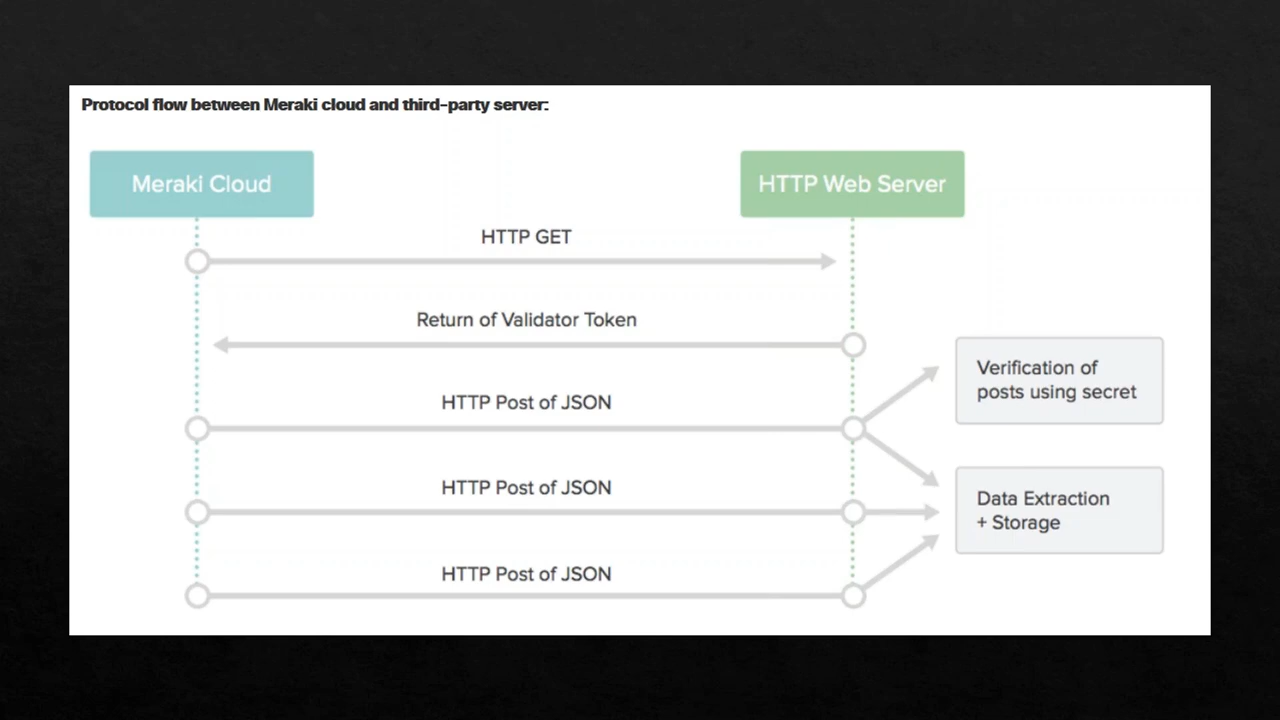 Protocol flow between Meraki cloud and third-party server:
Meraki Cloud
HTTP Web Server
HTTP GET
Return of Validator Token
HTTP Post of JSON
Verification of
posts using secret
HTTP Post of JSON
Data Extraction
+ Storage
HTTP Post of JSON